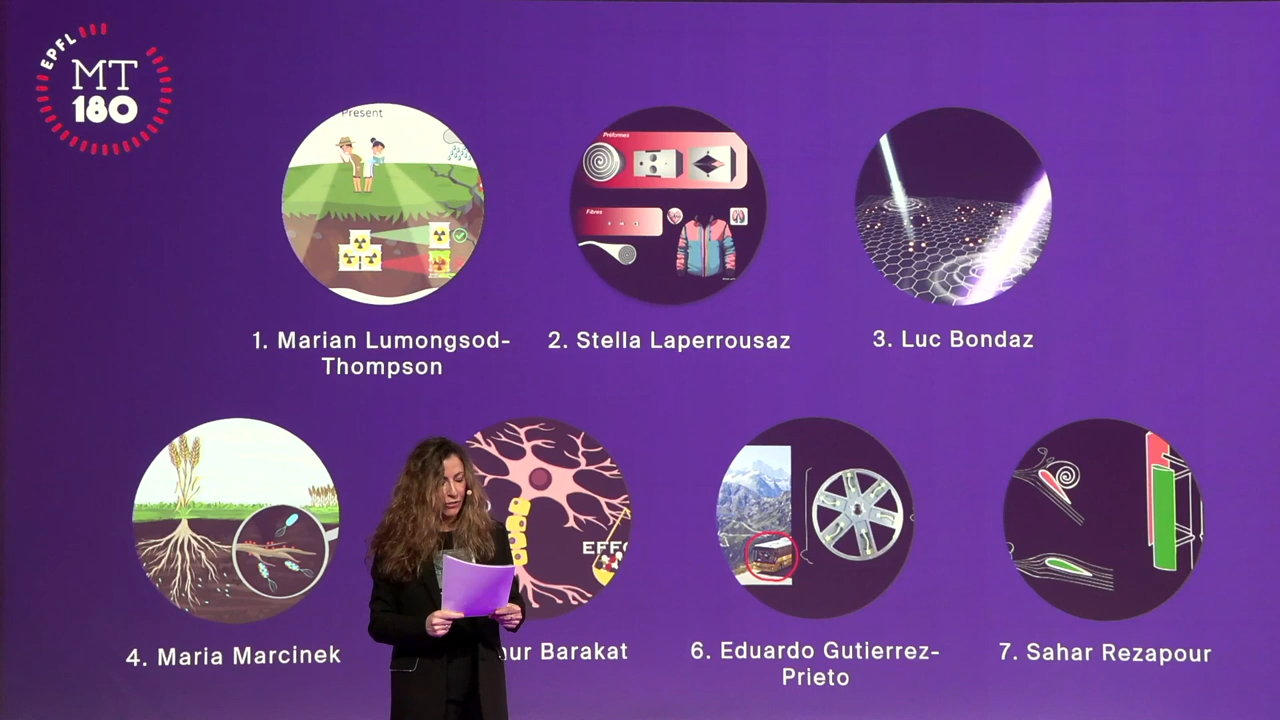 EPFL
MT
180
Present
Préformes
Fibres
1. Marian Lumongsod-
Thompson
2. Stella Laperrousaz
3. Luc Bondaz
EFFC
4. Maria Marcinek
Barakat
6. Eduardo Gutierrez-
Prieto
7. Sahar Rezapour